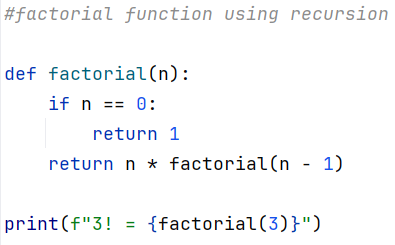 #factorial function using recursion
def factorial(n):
    if n == 0:
        return 1
    return n * factorial(n - 1)
print(f"3! = {factorial(3)}")